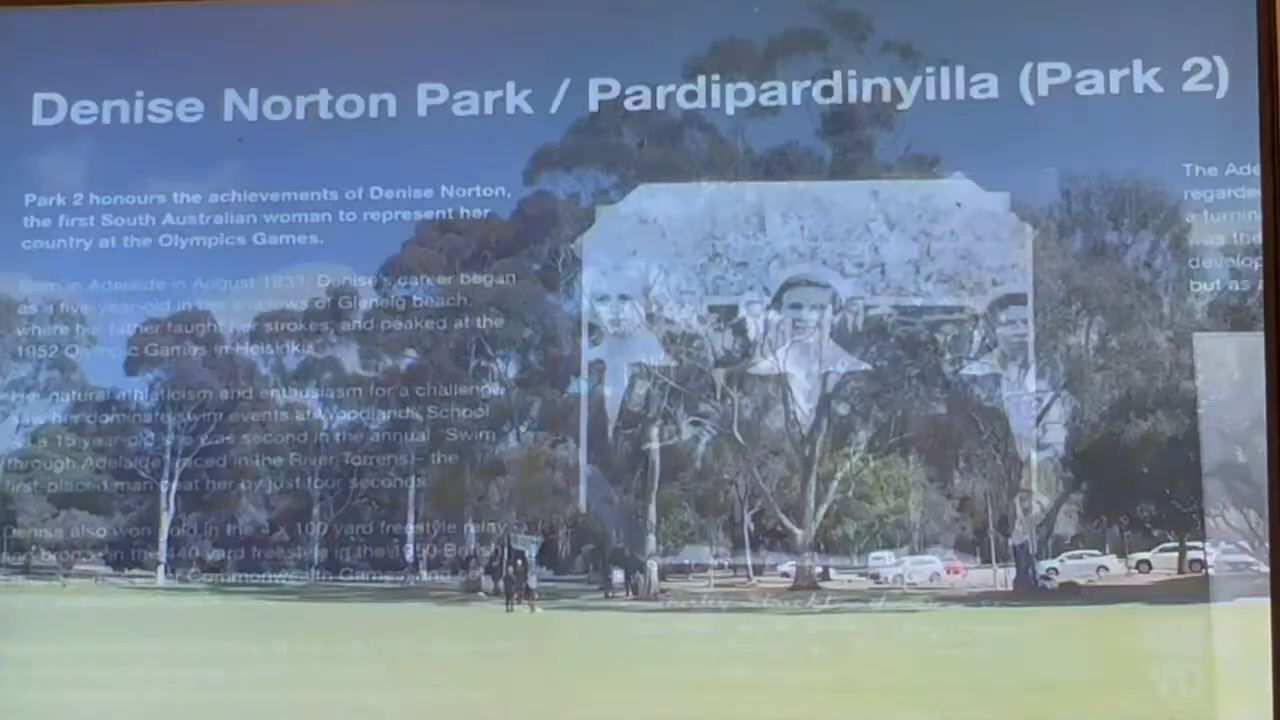 Denise Norton Park / Pardipardinyilla (Park 2)
Park 2 honours the achievements of Denise Norton,
the first South Australian woman to represent her
country at the Olympics Games.
in Adelaide in August 1933, Denise's career began
as a five-year-old in the shallows of Glenelg beach,
where her father taught her strokes, and peaked at the
1952 Olympic Games in Helsinki.
Her natural athleticism and enthusiasm for a challenge
her dominate swim events at Woodlands School.
15 year-old she was second in the annual 'Swim
through Adelaide' raced in the River Torrens – the
first-placed man beat her by just four seconds.
Denise also won gold in the 4 x 100 yard freestyle relay
and bronze in the 440 yard freestyle in the 1950 British
Commonwealth Games
The Ade
regarde
a turnin
was the
develop
but as